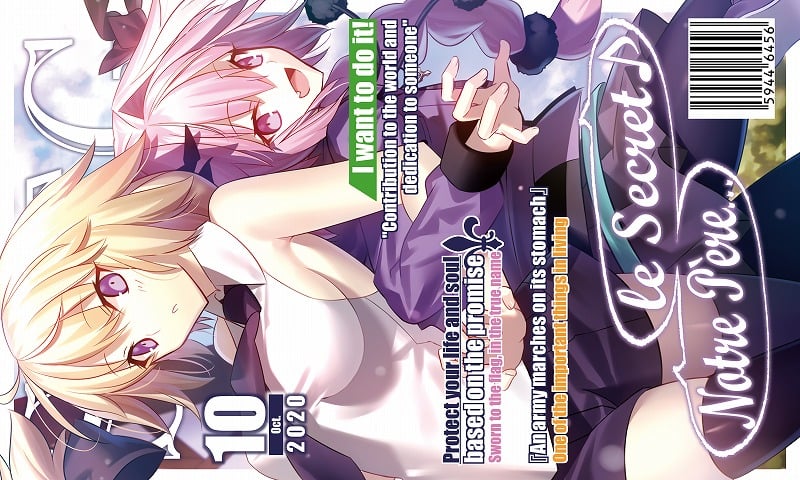 10
Oct.
2020
I want to do it!
"Contribution to the world and
dedication to someone"
Protect your life and soul
based on the promise
Sworn to the flag, in the true name
『An army marches on its stomach』
One of the important things in living
le Secret♪
Notre Père...